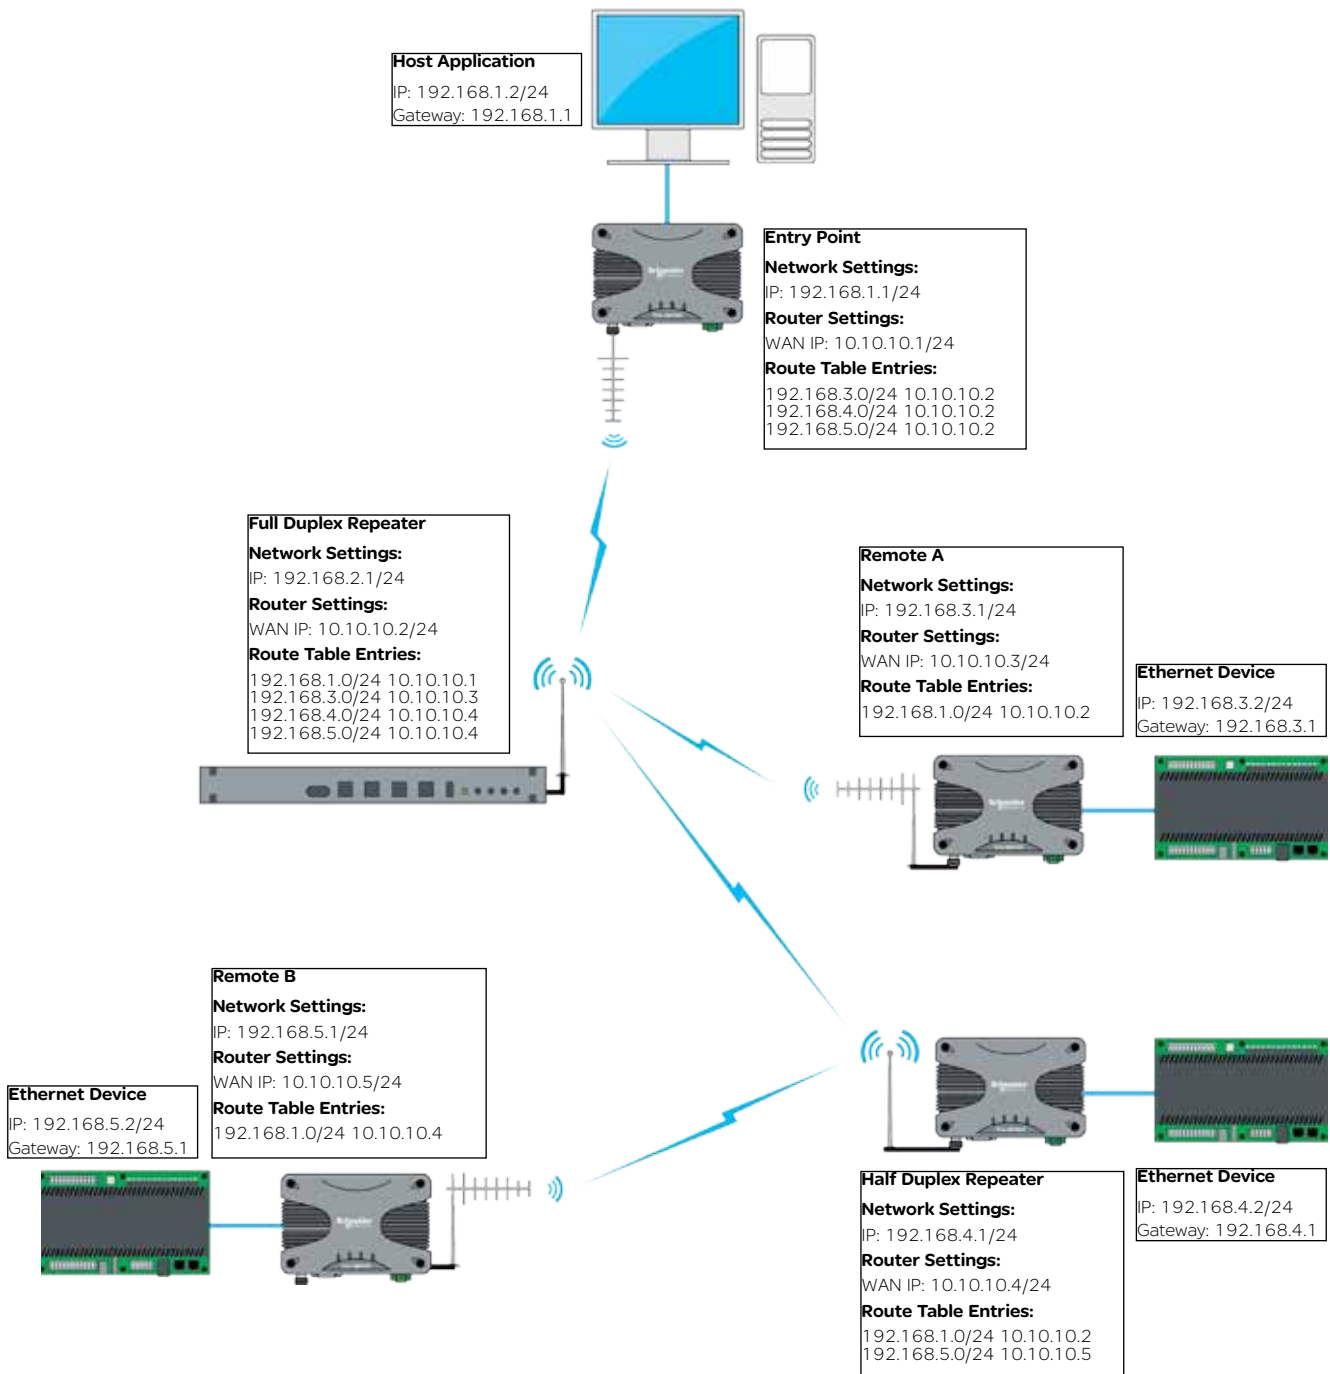 Host Application
IP: 192.168.1.2/24
Gateway: 192.168.1.1
Entry Point
Network Settings:
IP: 192.168.1.1/24
Router Settings:
WAN IP: 10.10.10.1/24
Route Table Entries:
192.168.3.0/24 10.10.10.2
192.168.4.0/24 10.10.10.2
192.168.5.0/24 10.10.10.2
Full Duplex Repeater
Network Settings:
IP: 192.168.2.1/24
Router Settings:
WAN IP: 10.10.10.2/24
Route Table Entries:
192.168.1.0/24 10.10.10.1
192.168.3.0/24 10.10.10.3
192.168.4.0/24 10.10.10.4
192.168.5.0/24 10.10.10.4
Remote A
Network Settings:
IP: 192.168.3.1/24
Router Settings:
WAN IP: 10.10.10.3/24
Route Table Entries:
192.168.1.0/24 10.10.10.2
Ethernet Device
IP: 192.168.3.2/24
Gateway: 192.168.3.1
Remote B
Network Settings:
IP: 192.168.5.1/24
Router Settings:
WAN IP: 10.10.10.5/24
Route Table Entries:
192.168.1.0/24 10.10.10.4
Ethernet Device
IP: 192.168.5.2/24
Gateway: 192.168.5.1
Half Duplex Repeater
Network Settings:
IP: 192.168.4.1/24
Router Settings:
WAN IP: 10.10.10.4/24
Route Table Entries:
192.168.1.0/24 10.10.10.2
192.168.5.0/24 10.10.10.5
Ethernet Device
IP: 192.168.4.2/24
Gateway: 192.168.4.1